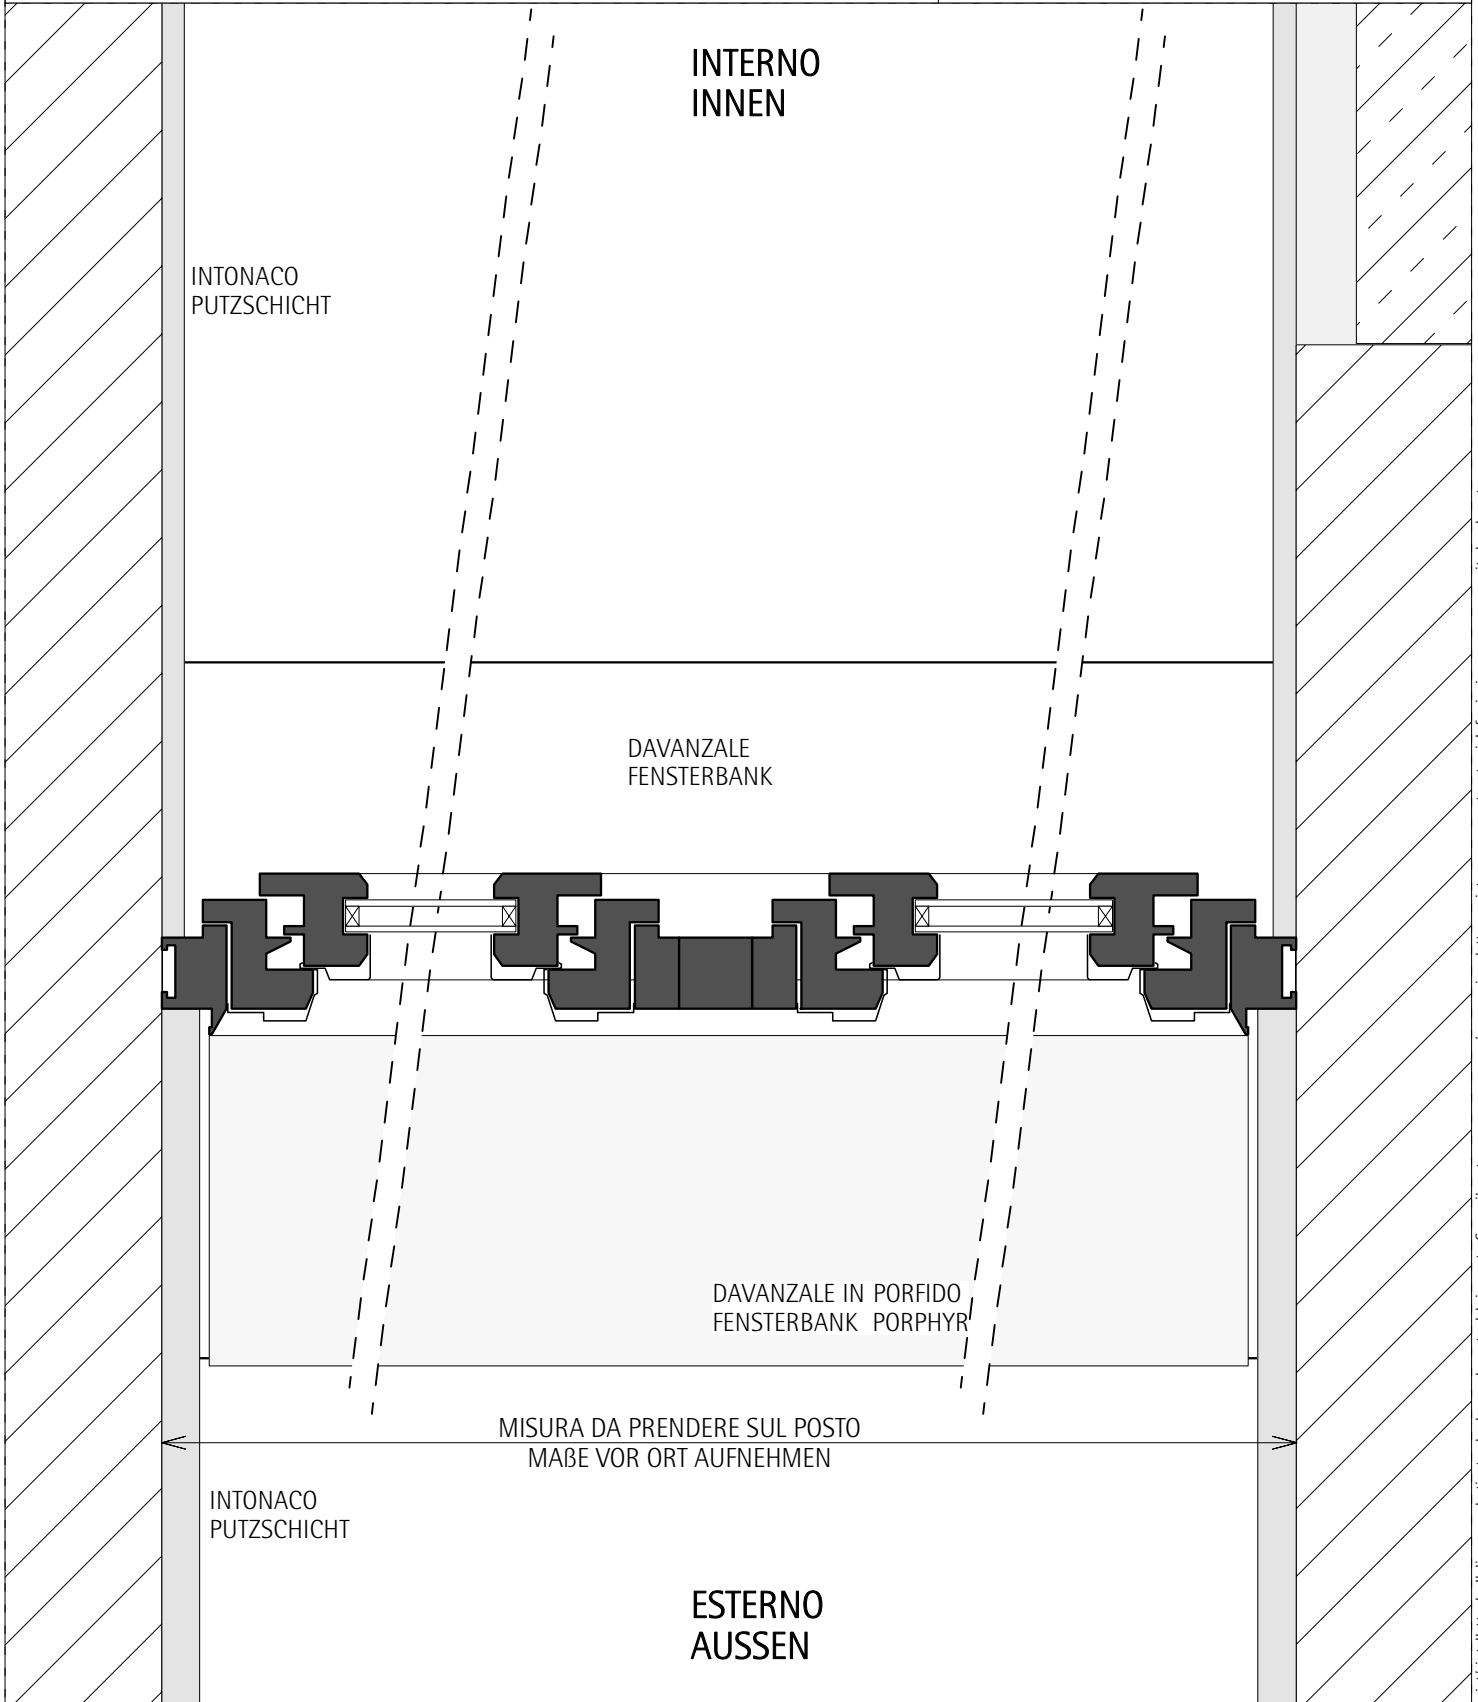 INTERNO
INNEN
INTONACO
PUTZSCHICHT
DAVANZALE
FENSTERBANK
DAVANZALE IN PORFIDO
FENSTERBANK PORPHYR
MISURA DA PRENDERE SUL POSTO
MAßE VOR ORT AUFNEHMEN
INTONACO
PUTZSCHICHT
ESTERNO
AUSSEN